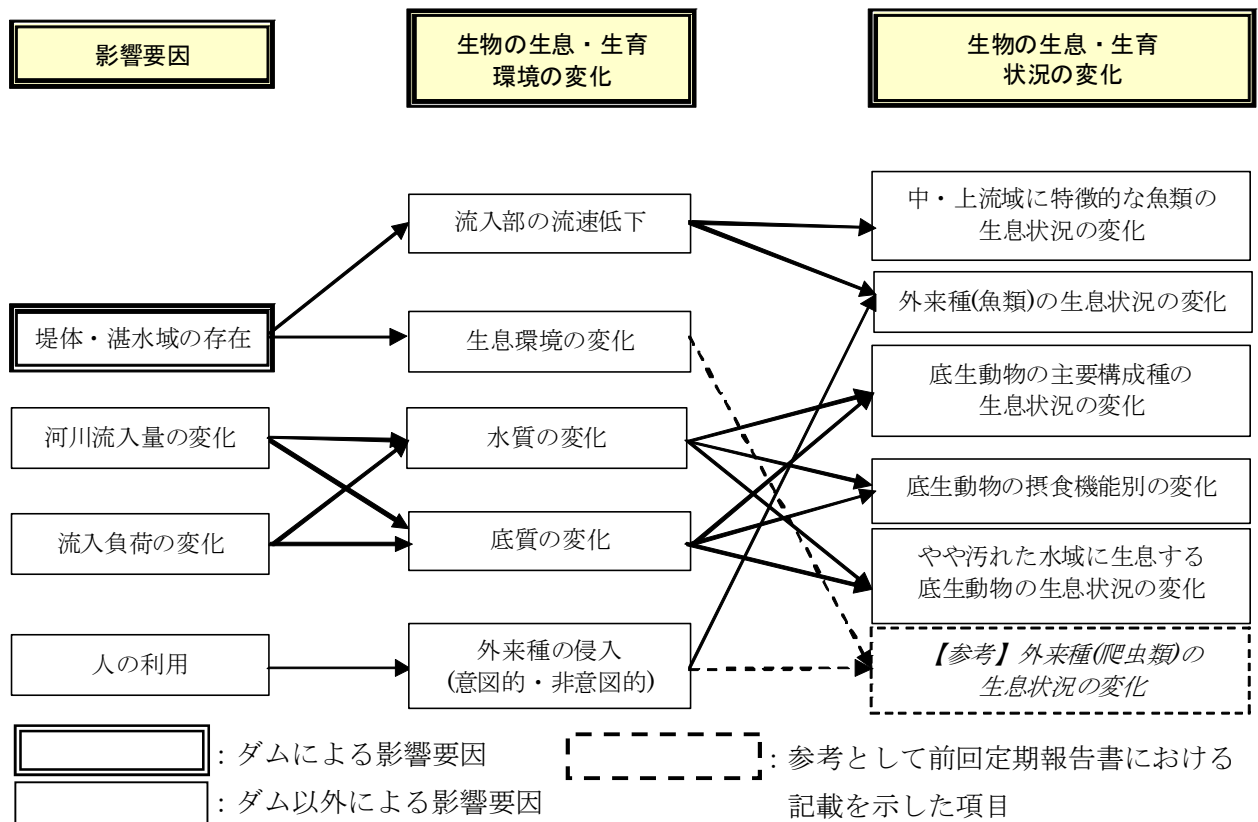 影響要因
生物の生息・生育
環境の変化
生物の生息・生育
状況の変化
流入部の流速低下
中・上流域に特徴的な魚類の
生息状況の変化
外来種(魚類)の生息状況の変化
堤体・湛水域の存在
生息環境の変化
底生動物の主要構成種の
生息状況の変化
河川流入量の変化
水質の変化
底生動物の摂食機能別の変化
流入負荷の変化
底質の変化
やや汚れた水域に生息する
底生動物の生息状況の変化
人の利用
外来種の侵入
(意図的・非意図的)
【参考】外来種(爬虫類)の
生息状況の変化
：ダムによる影響要因
：ダム以外による影響要因
：参考として前回定期報告書における
記載を示した項目